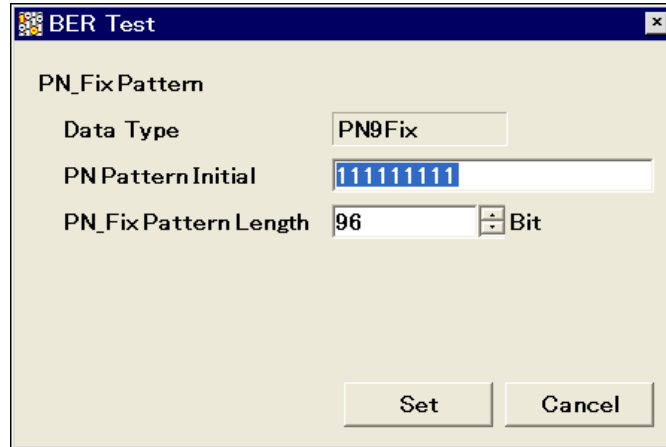 BER Test
PN_Fix Pattern
Data Type PN9Fix
PN Pattern Initial 111111111
PN_Fix Pattern Length 96 Bit
Set Cancel